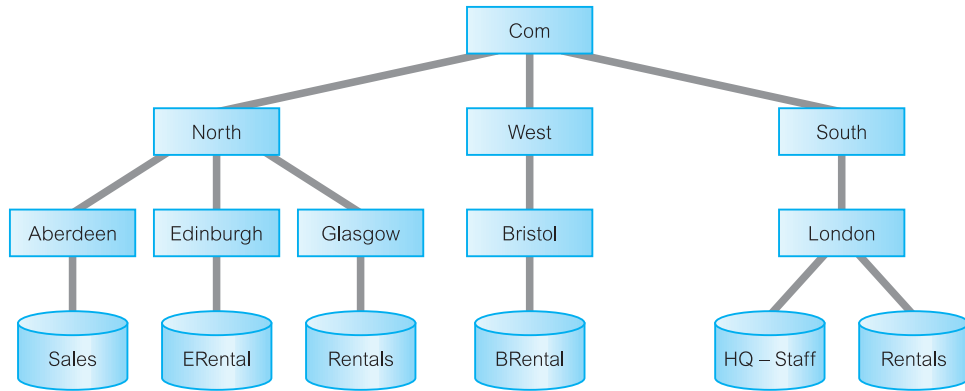 Com
North
West
South
Aberdeen
Edinburgh
Glasgow
Bristol
London
Sales
ERental
Rentals
BRental
HQ – Staff
Rentals